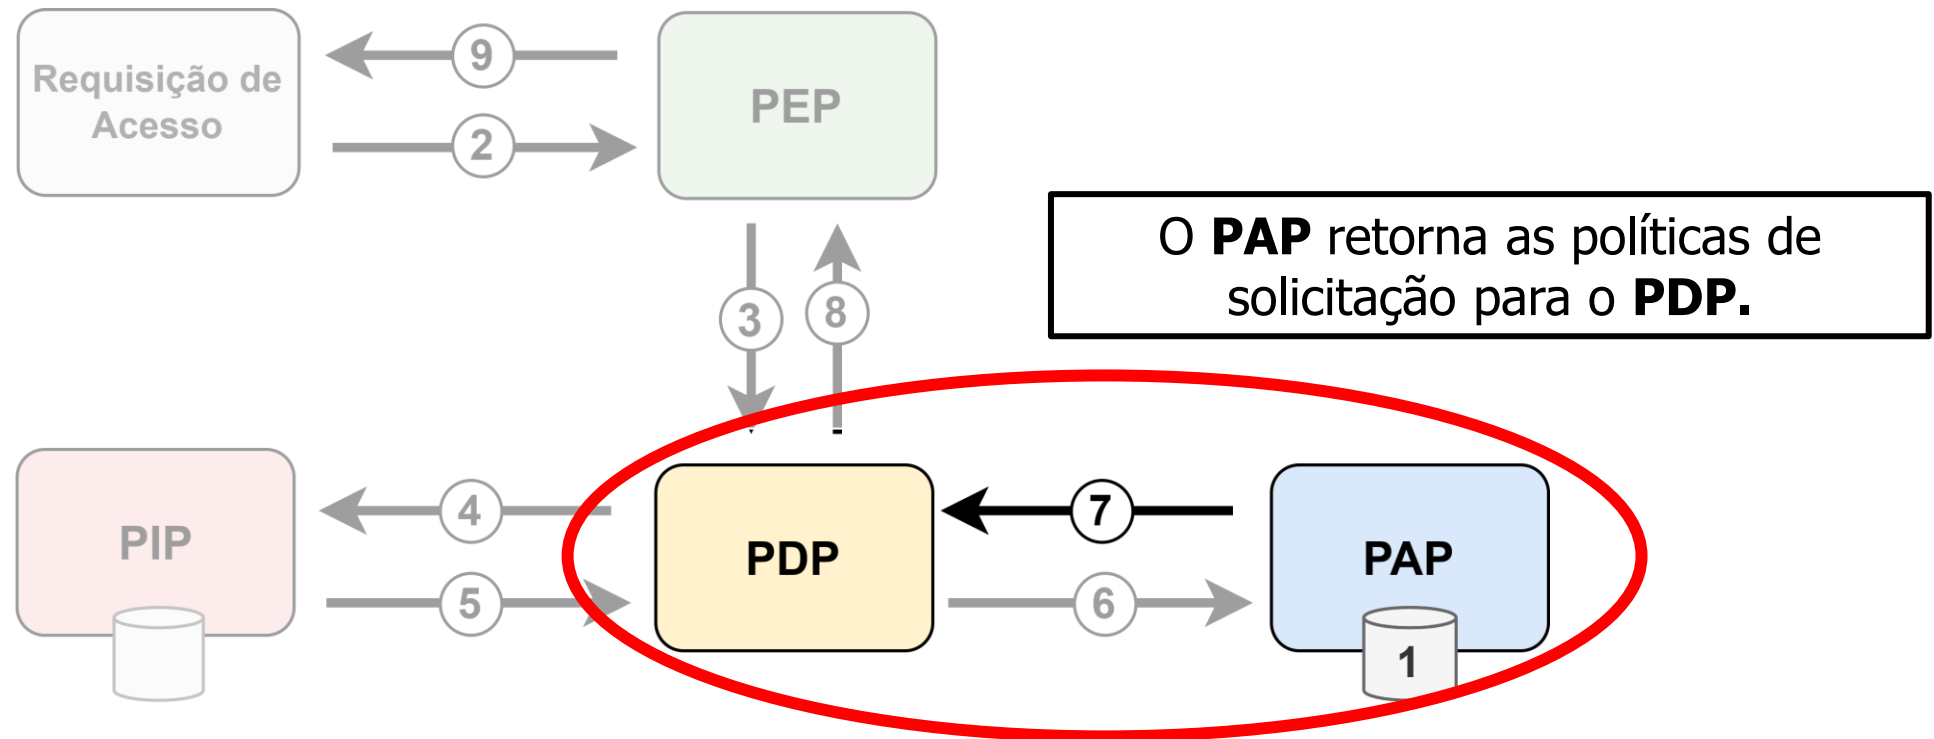 Requisição de
Acesso
9
2
PEP
3
8
O PAP retorna as políticas de
solicitação para o PDP.
PIP
4
5
PDP
7
6
PAP
1